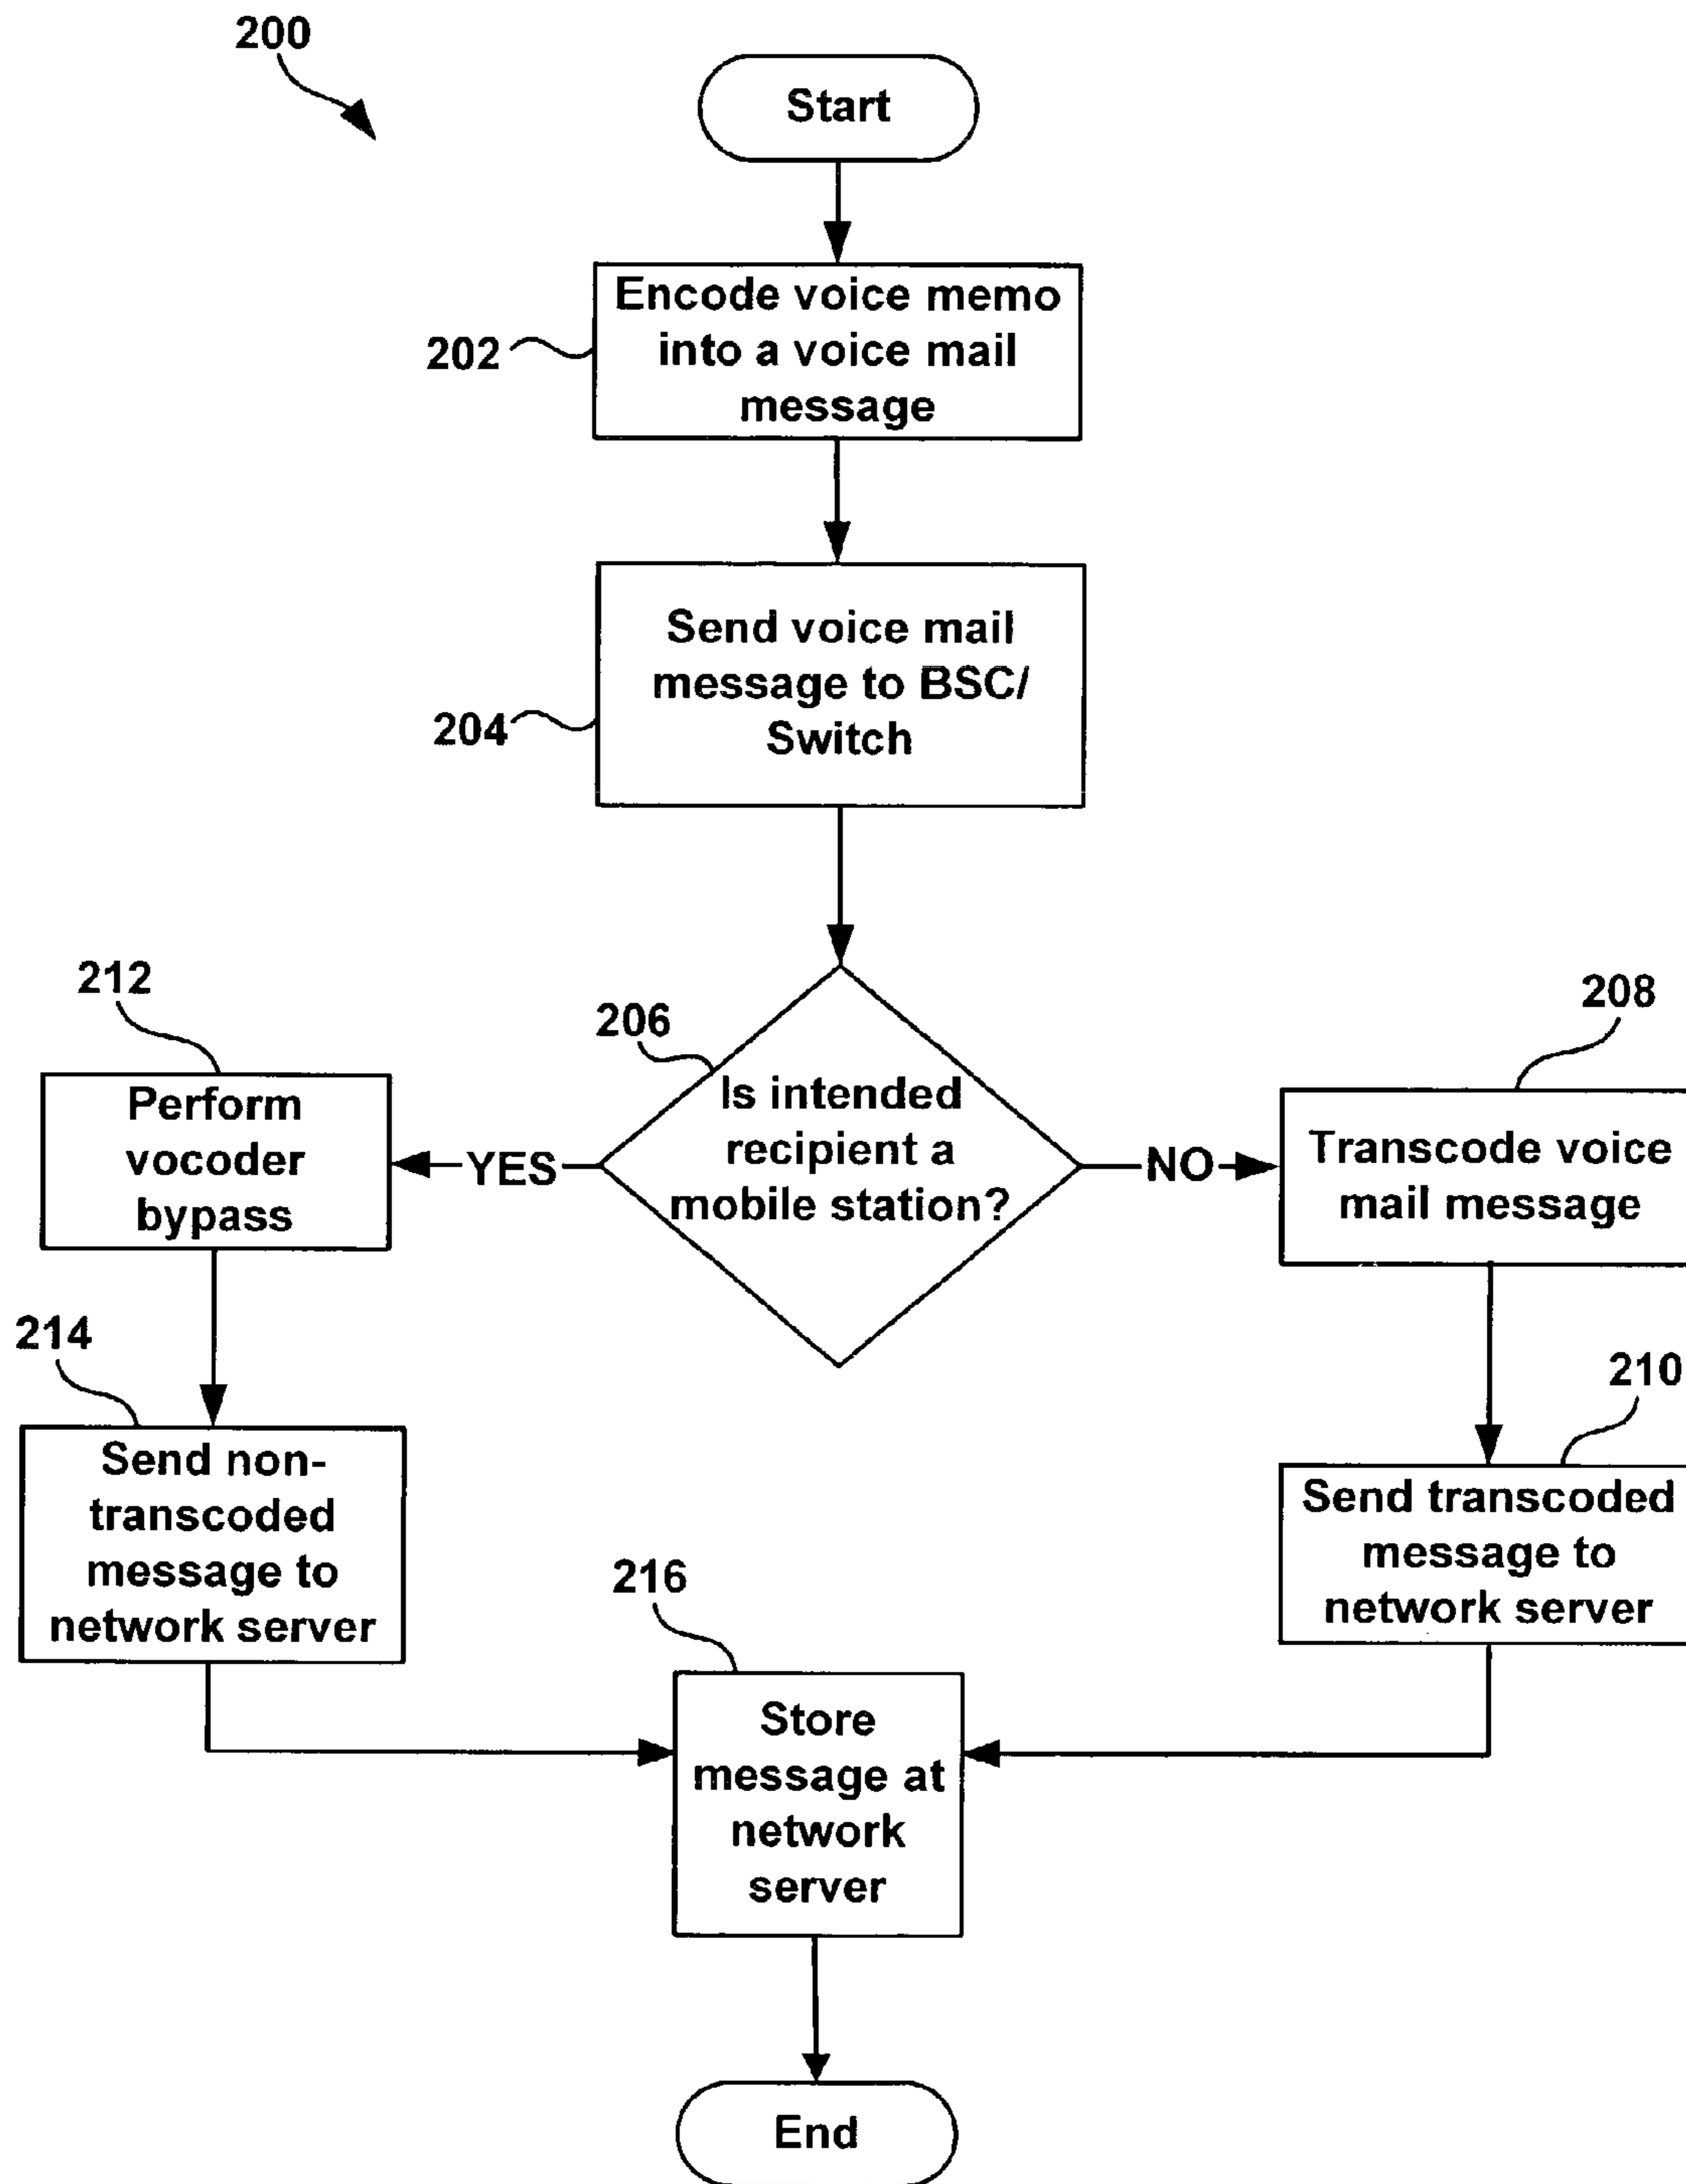 200
Start
Encode voice memo
into a voice mail
message
202
Send voice mail
message to BSC/
Switch
204
206
Is intended
recipient a
mobile station?
YES
NO
212
Perform
vocoder
bypass
208
Transcode voice
mail message
214
Send non-
transcoded
message to
network server
210
Send transcoded
message to
network server
216
Store
message at
network
server
End